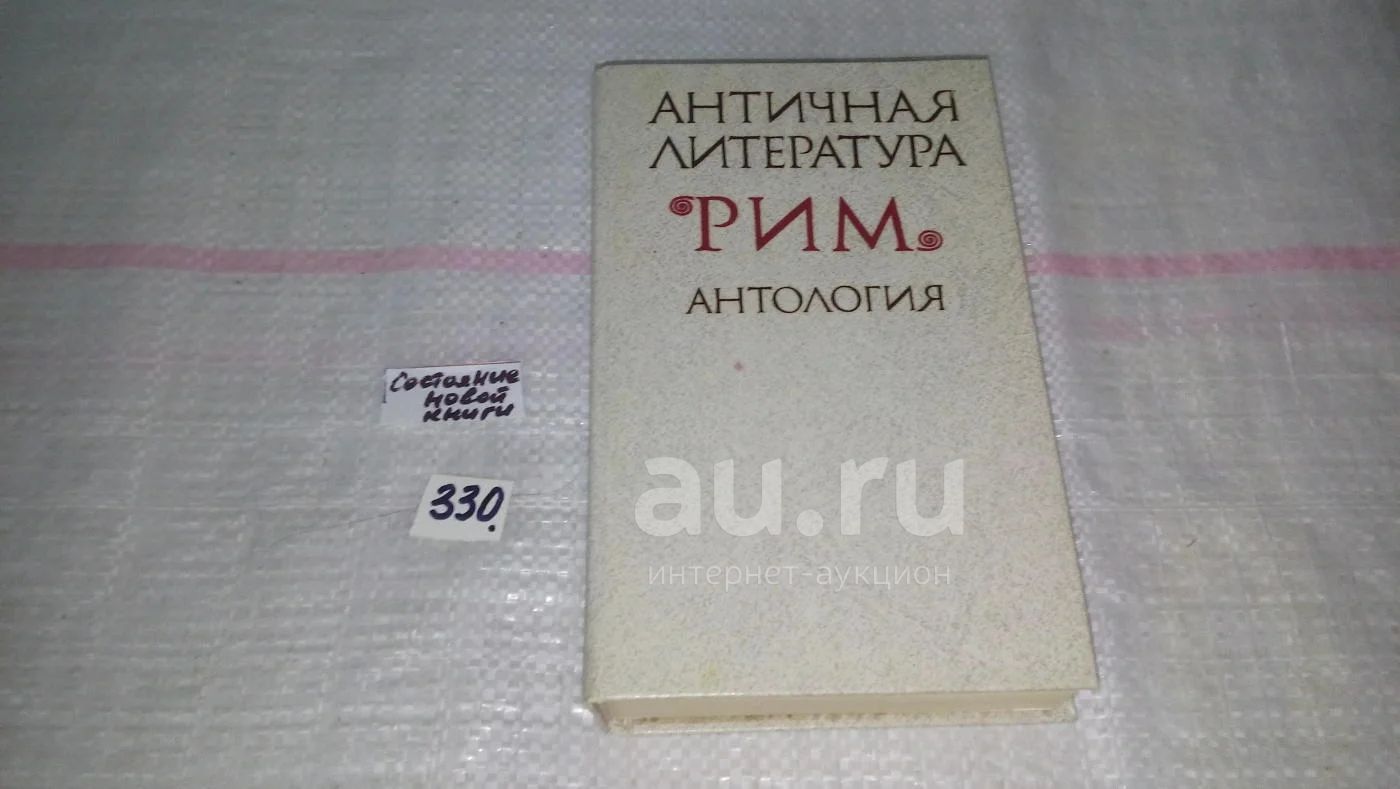 АНТИЧНАЯ
ЛИТЕРАТУРА
РИМ
АНТОЛОГИЯ
Состояние
новой
книги
330.
au.ru
интернет-аукцион